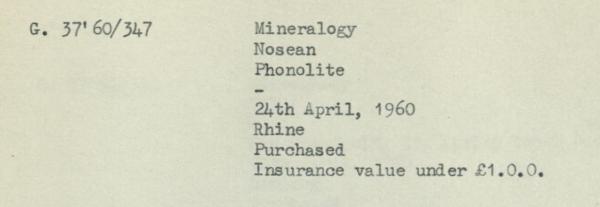 G. 37'60/347 Mineralogy
Nosean
Phonolite
-
24th April, 1960
Rhine
Purchased
Insurance value under £1.0.0.